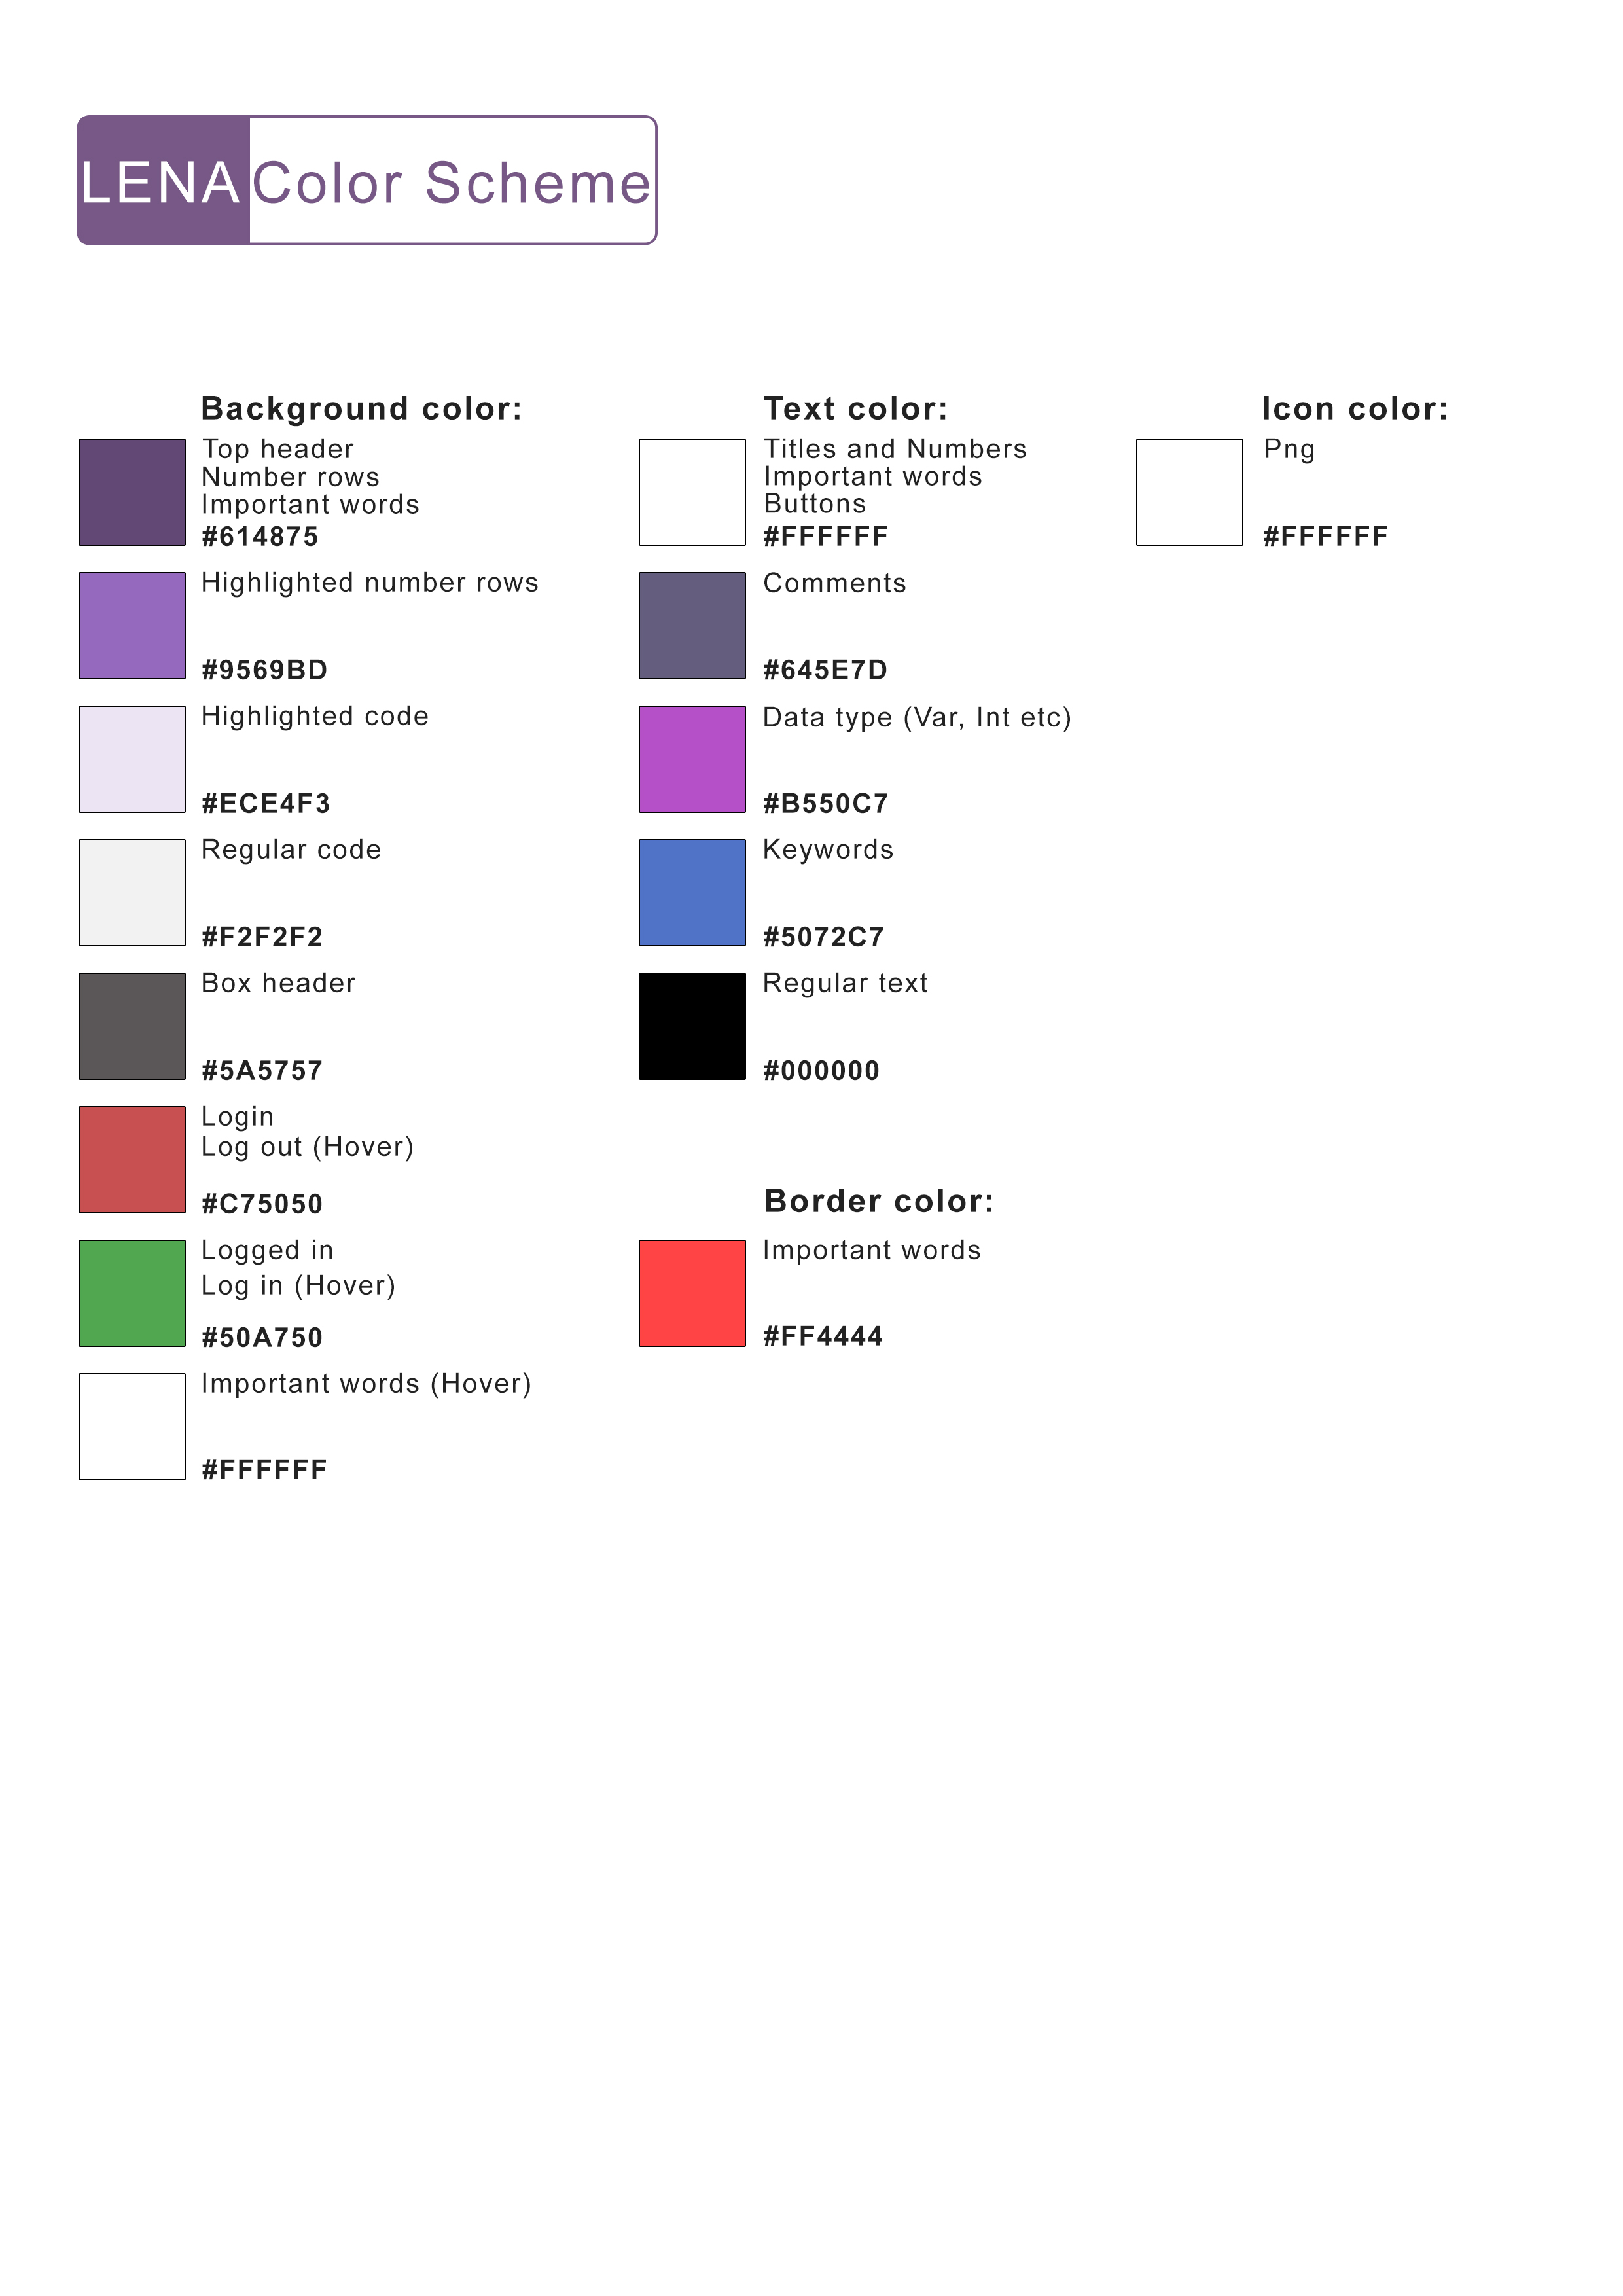 LENA Color Scheme
Background color:
Top header
Number rows
Important words
#614875
Highlighted number rows
#9569BD
Highlighted code
#ECE4F3
Regular code
#F2F2F2
Box header
#5A5757
Login
Log out (Hover)
#C75050
Logged in
Log in (Hover)
#50A750
Important words (Hover)
#FFFFFF
Text color:
Titles and Numbers
Important words
Buttons
#FFFFFF
Comments
#645E7D
Data type (Var, Int etc)
#B550C7
Keywords
#5072C7
Regular text
#000000
Border color:
Important words
#FF4444
Icon color:
Png
#FFFFFF